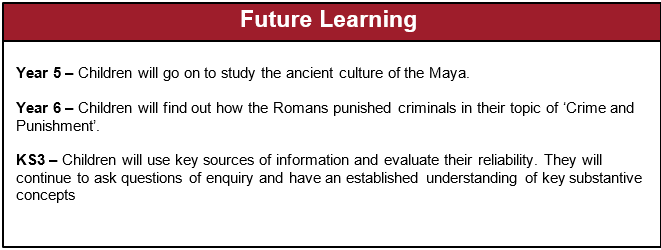 Future Learning
Year 5 – Children will go on to study the ancient culture of the Maya.
Year 6 – Children will find out how the Romans punished criminals in their topic of ‘Crime and
Punishment’.
KS3 – Children will use key sources of information and evaluate their reliability. They will
continue to ask questions of enquiry and have an established understanding of key substantive
concepts